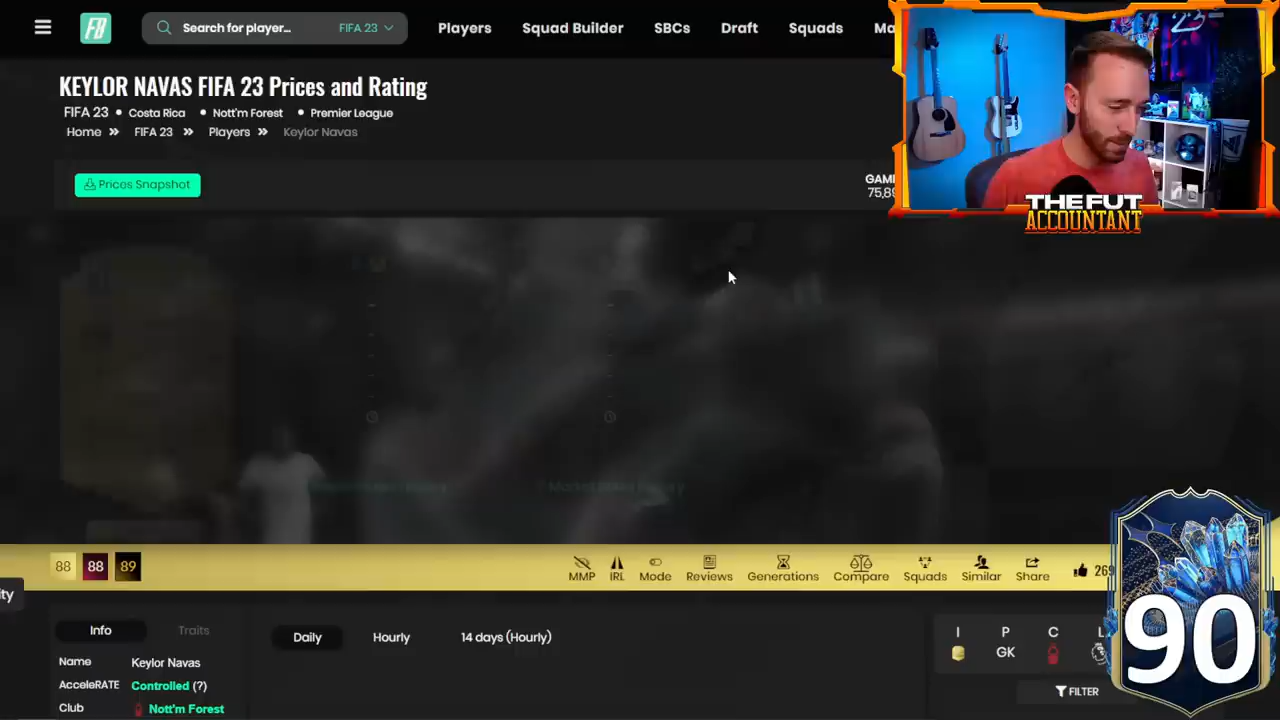 Search for player...
FIFA 23
Players
Squad Builder
SBCs
Draft
Squads
KEYLOR NAVAS FIFA 23 Prices and Rating
FIFA 23 • Costa Rica • Nott'm Forest • Premier League
Home » FIFA 23 » Players » Keylor Navas
Prices Snapshot
THE FUT
ACCOUNTANT
88 88 89
MMP
IRL
Mode
Reviews
Generations
Compare
Squads
Similar
Share
269
Info
Traits
Daily
Hourly
14 days (Hourly)
I P C L
GK
FILTER
Name Keylor Navas
AcceleRATE Controlled (?)
Club Nott'm Forest
90